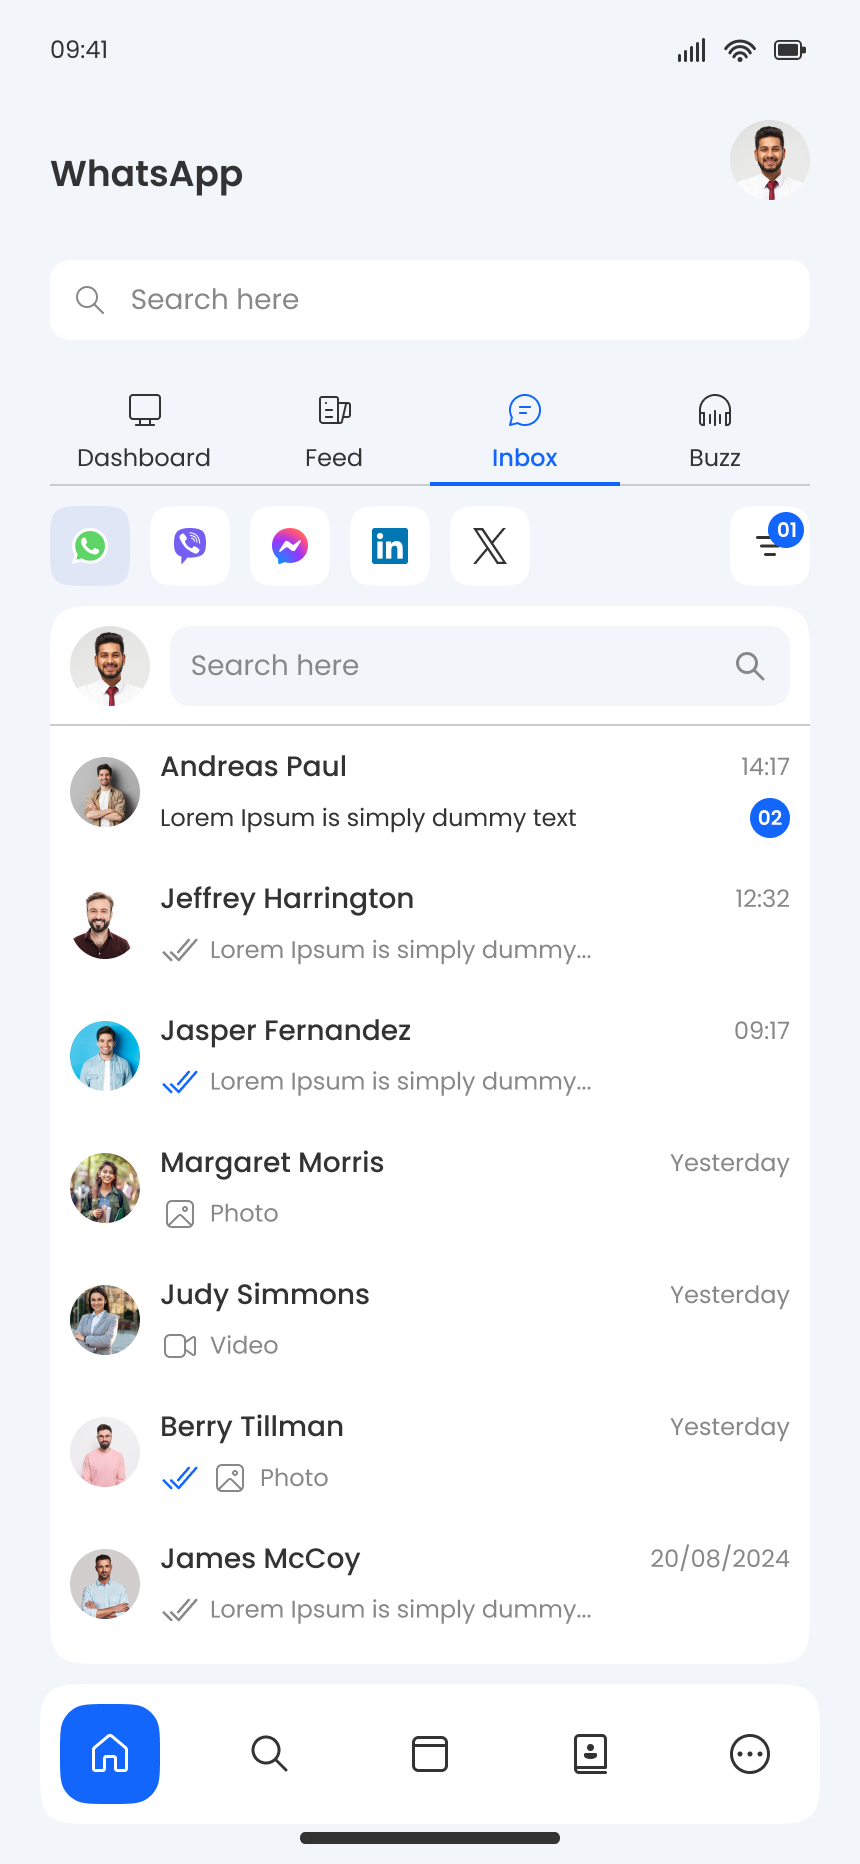 09:41
WhatsApp
Search here
Dashboard
Feed
Inbox
Buzz
in
X
01
Search here
Andreas Paul
14:17
Lorem Ipsum is simply dummy text
02
Jeffrey Harrington
12:32
Lorem Ipsum is simply dummy...
Jasper Fernandez
09:17
Lorem Ipsum is simply dummy...
Margaret Morris
Yesterday
Photo
Judy Simmons
Yesterday
Video
Berry Tillman
Yesterday
Photo
James McCoy
20/08/2024
Lorem Ipsum is simply dummy...